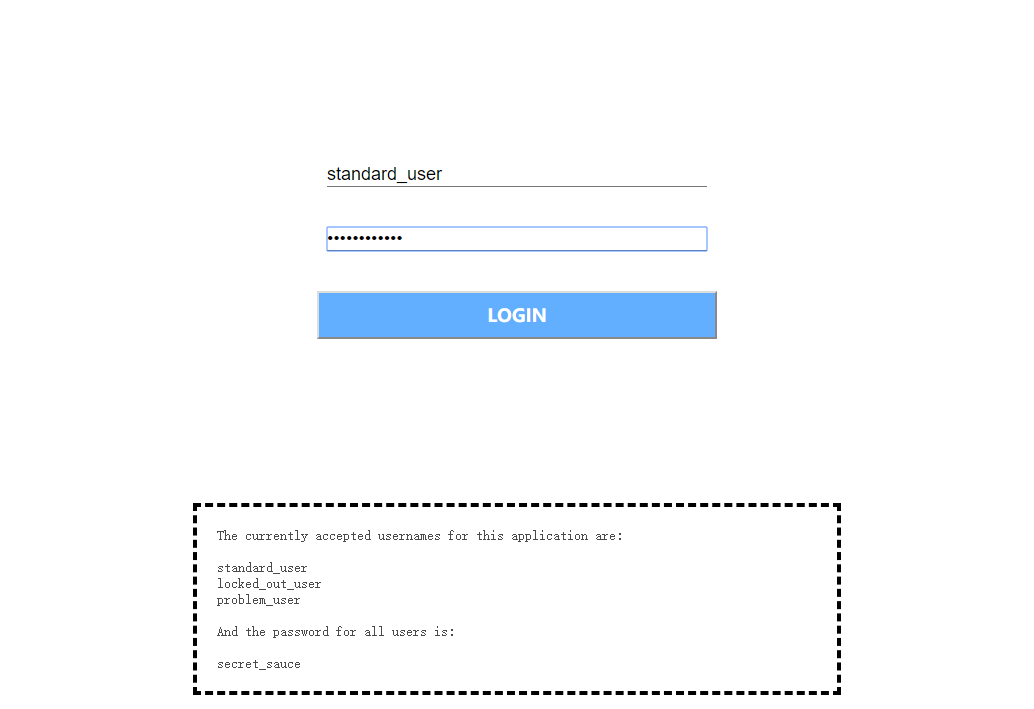 standard_user
••••••••••••
LOGIN
The currently accepted usernames for this application are:
standard_user
locked_out_user
problem_user
And the password for all users is:
secret_sauce